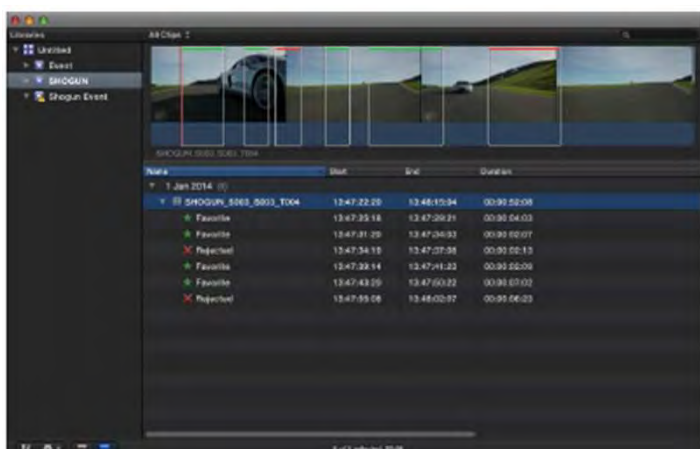 Libraries
All Clips
Untitled
Event
SHOGUN
Shogun Event
SHOGUN_S003_S003_T004
Name Start End Duration
1 Jan 2014
SHOGUN_S003_S003_T004 13:47:22:20 13:48:15:04 00:00:52:08
Favorite 13:47:25:18 13:47:29:21 00:00:04:03
Favorite 13:47:31:20 13:47:34:03 00:00:02:07
Rejected 13:47:34:19 13:47:37:08 00:00:02:13
Favorite 13:47:39:14 13:47:41:23 00:00:02:09
Favorite 13:47:43:20 13:47:50:22 00:00:07:02
Rejected 13:47:55:08 13:48:02:07 00:00:06:23